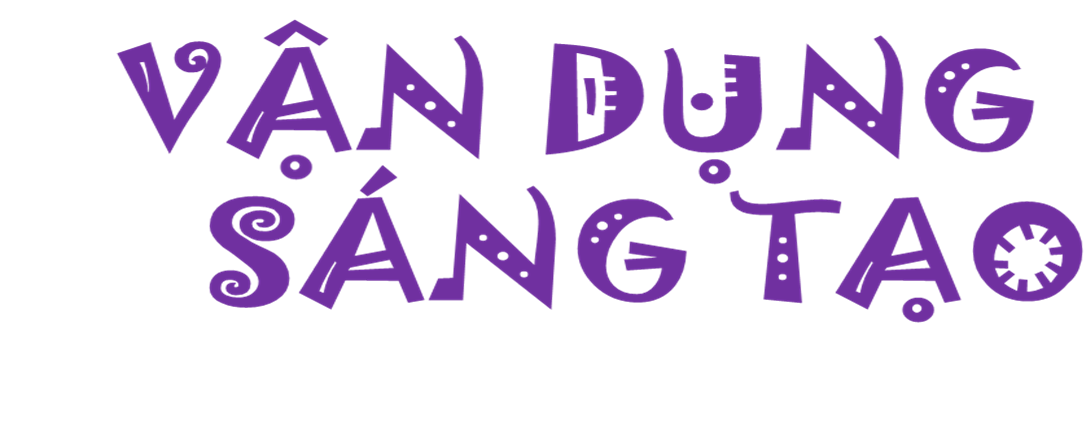 VẬN DỤNG
SÁNG TẠO